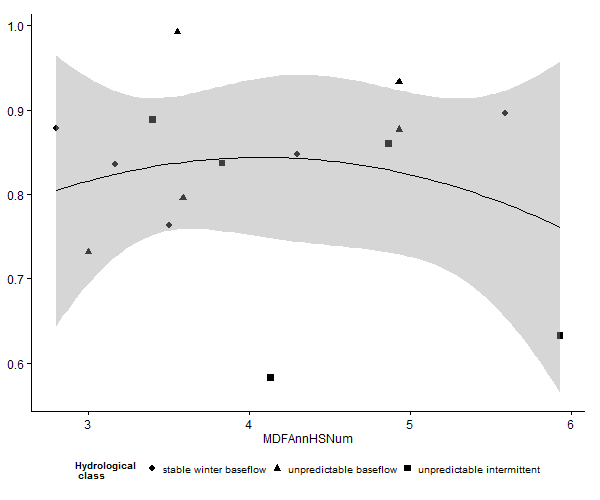 1.0
0.9
0.8
0.7
0.6
3 4 5 6
MDFAnnHSNum
Hydrological
class
stable winter baseflow unpredictable baseflow unpredictable intermittent